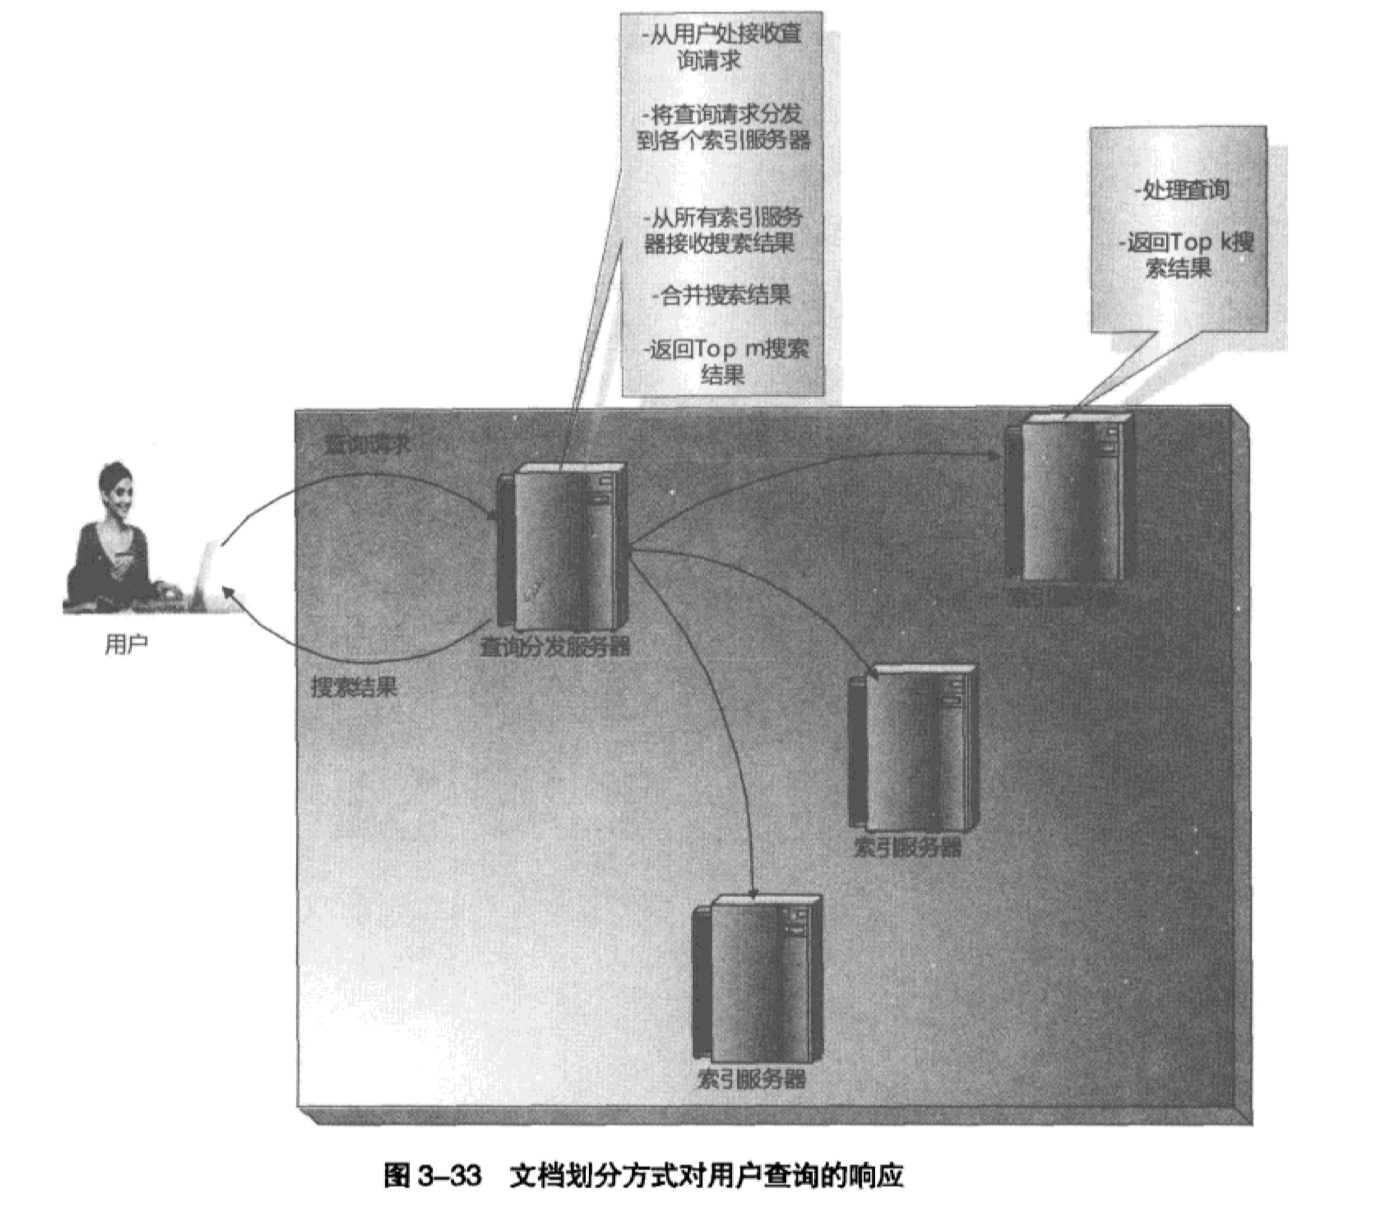 -从用户处接收查
询请求
-将查询请求分发
到各个索引服务器
-从所有索引服务
器接收搜索结果
-合并搜索结果
-返回Top m搜索
结果
-处理查询
-返回Top k搜
索结果
查询请求
用户
查询分发服务器
搜索结果
索引服务器
索引服务器
索引服务器
图 3-33 文档划分方式对用户查询的响应